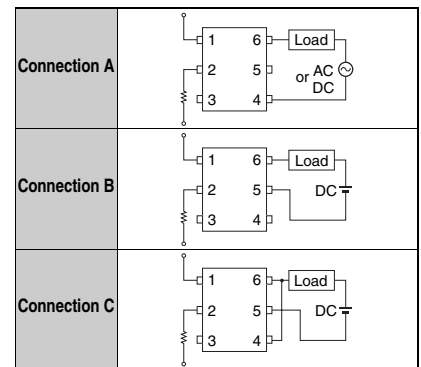 Connection A
1 6 Load
2 5 or AC
DC
3 4
Connection B
1 6 Load
2 5 DC
3 4
Connection C
1 6 Load
2 5 DC
3 4